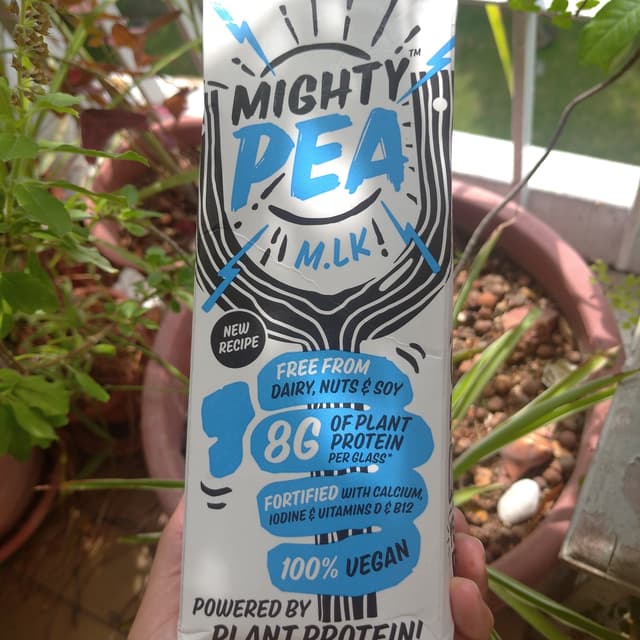 MIGHTY™
PEA
M.LK!
NEW
RECIPE
FREE FROM
DAIRY, NUTS & SOY
8G OF PLANT
PROTEIN
PER GLASS*
FORTIFIED WITH CALCIUM,
IODINE & VITAMINS D & B12
100% VEGAN
POWERED BY
PLANT PROTEIN!